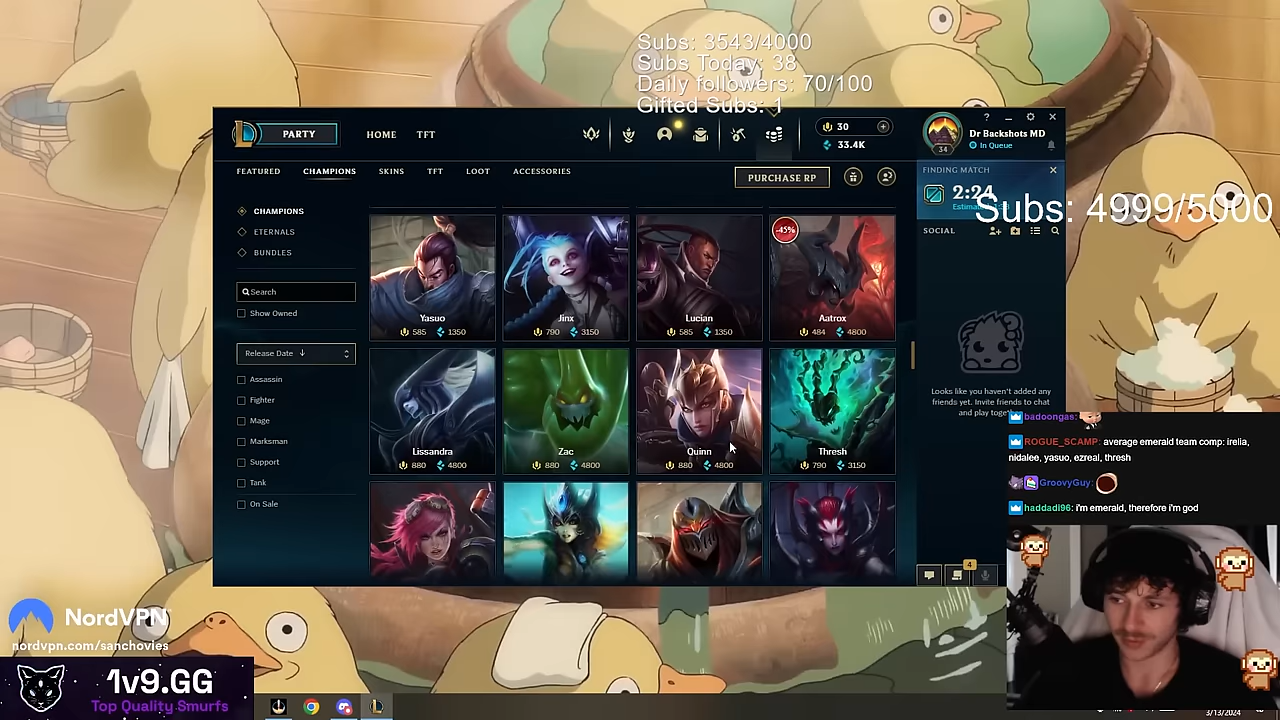 Subs: 3543/4000
Subs Today: 38
Daily followers: 70/100
Gifted Subs: 1
PARTY
HOME
TFT
30
33.4K
34
Dr Backshots MD
In Queue
FEATURED
CHAMPIONS
SKINS
TFT
LOOT
ACCESSORIES
PURCHASE RP
FINDING MATCH
2:24
Subs: 4999/5000
SOCIAL
CHAMPIONS
ETERNALS
BUNDLES
Search
Show Owned
Release Date
Assassin
Fighter
Mage
Marksman
Support
Tank
On Sale
Yasuo
585 1350
Jinx
790 3150
Lucian
585 1350
-45%
Aatrox
484 4800
Lissandra
880 4800
Zac
880 4800
Quinn
880 4800
Thresh
790 3150
Looks like you haven't added any
friends yet. Invite friends to chat
4
badoongas:
ROGUE_SCAMP: average emerald team comp: irelia,
nidalee, yasuo, ezreal, thresh
GroovyGuy:
haddadi96: i'm emerald, therefore i'm god
NordVPN
nordvpn.com/sanchovies
1v9.GG
Top Quality Smurfs
3/13/2024